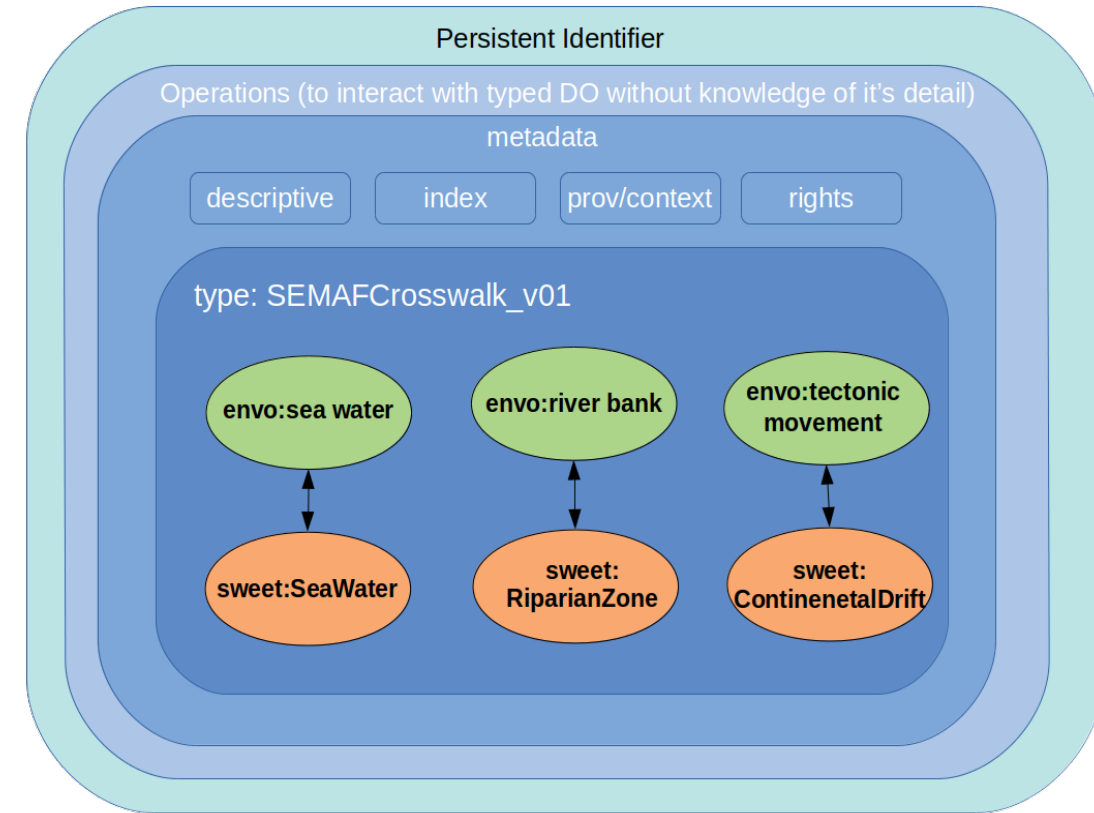 Persistent Identifier
Operations (to interact with typed DO without knowledge of it’s detail)
metadata
descriptive
index
prov/context
rights
type: SEMAFCrosswalk_v01
envo:sea water
envo:river bank
envo:tectonic
movement
sweet:SeaWater
sweet:
RiparianZone
sweet:
ContinenetalDrift